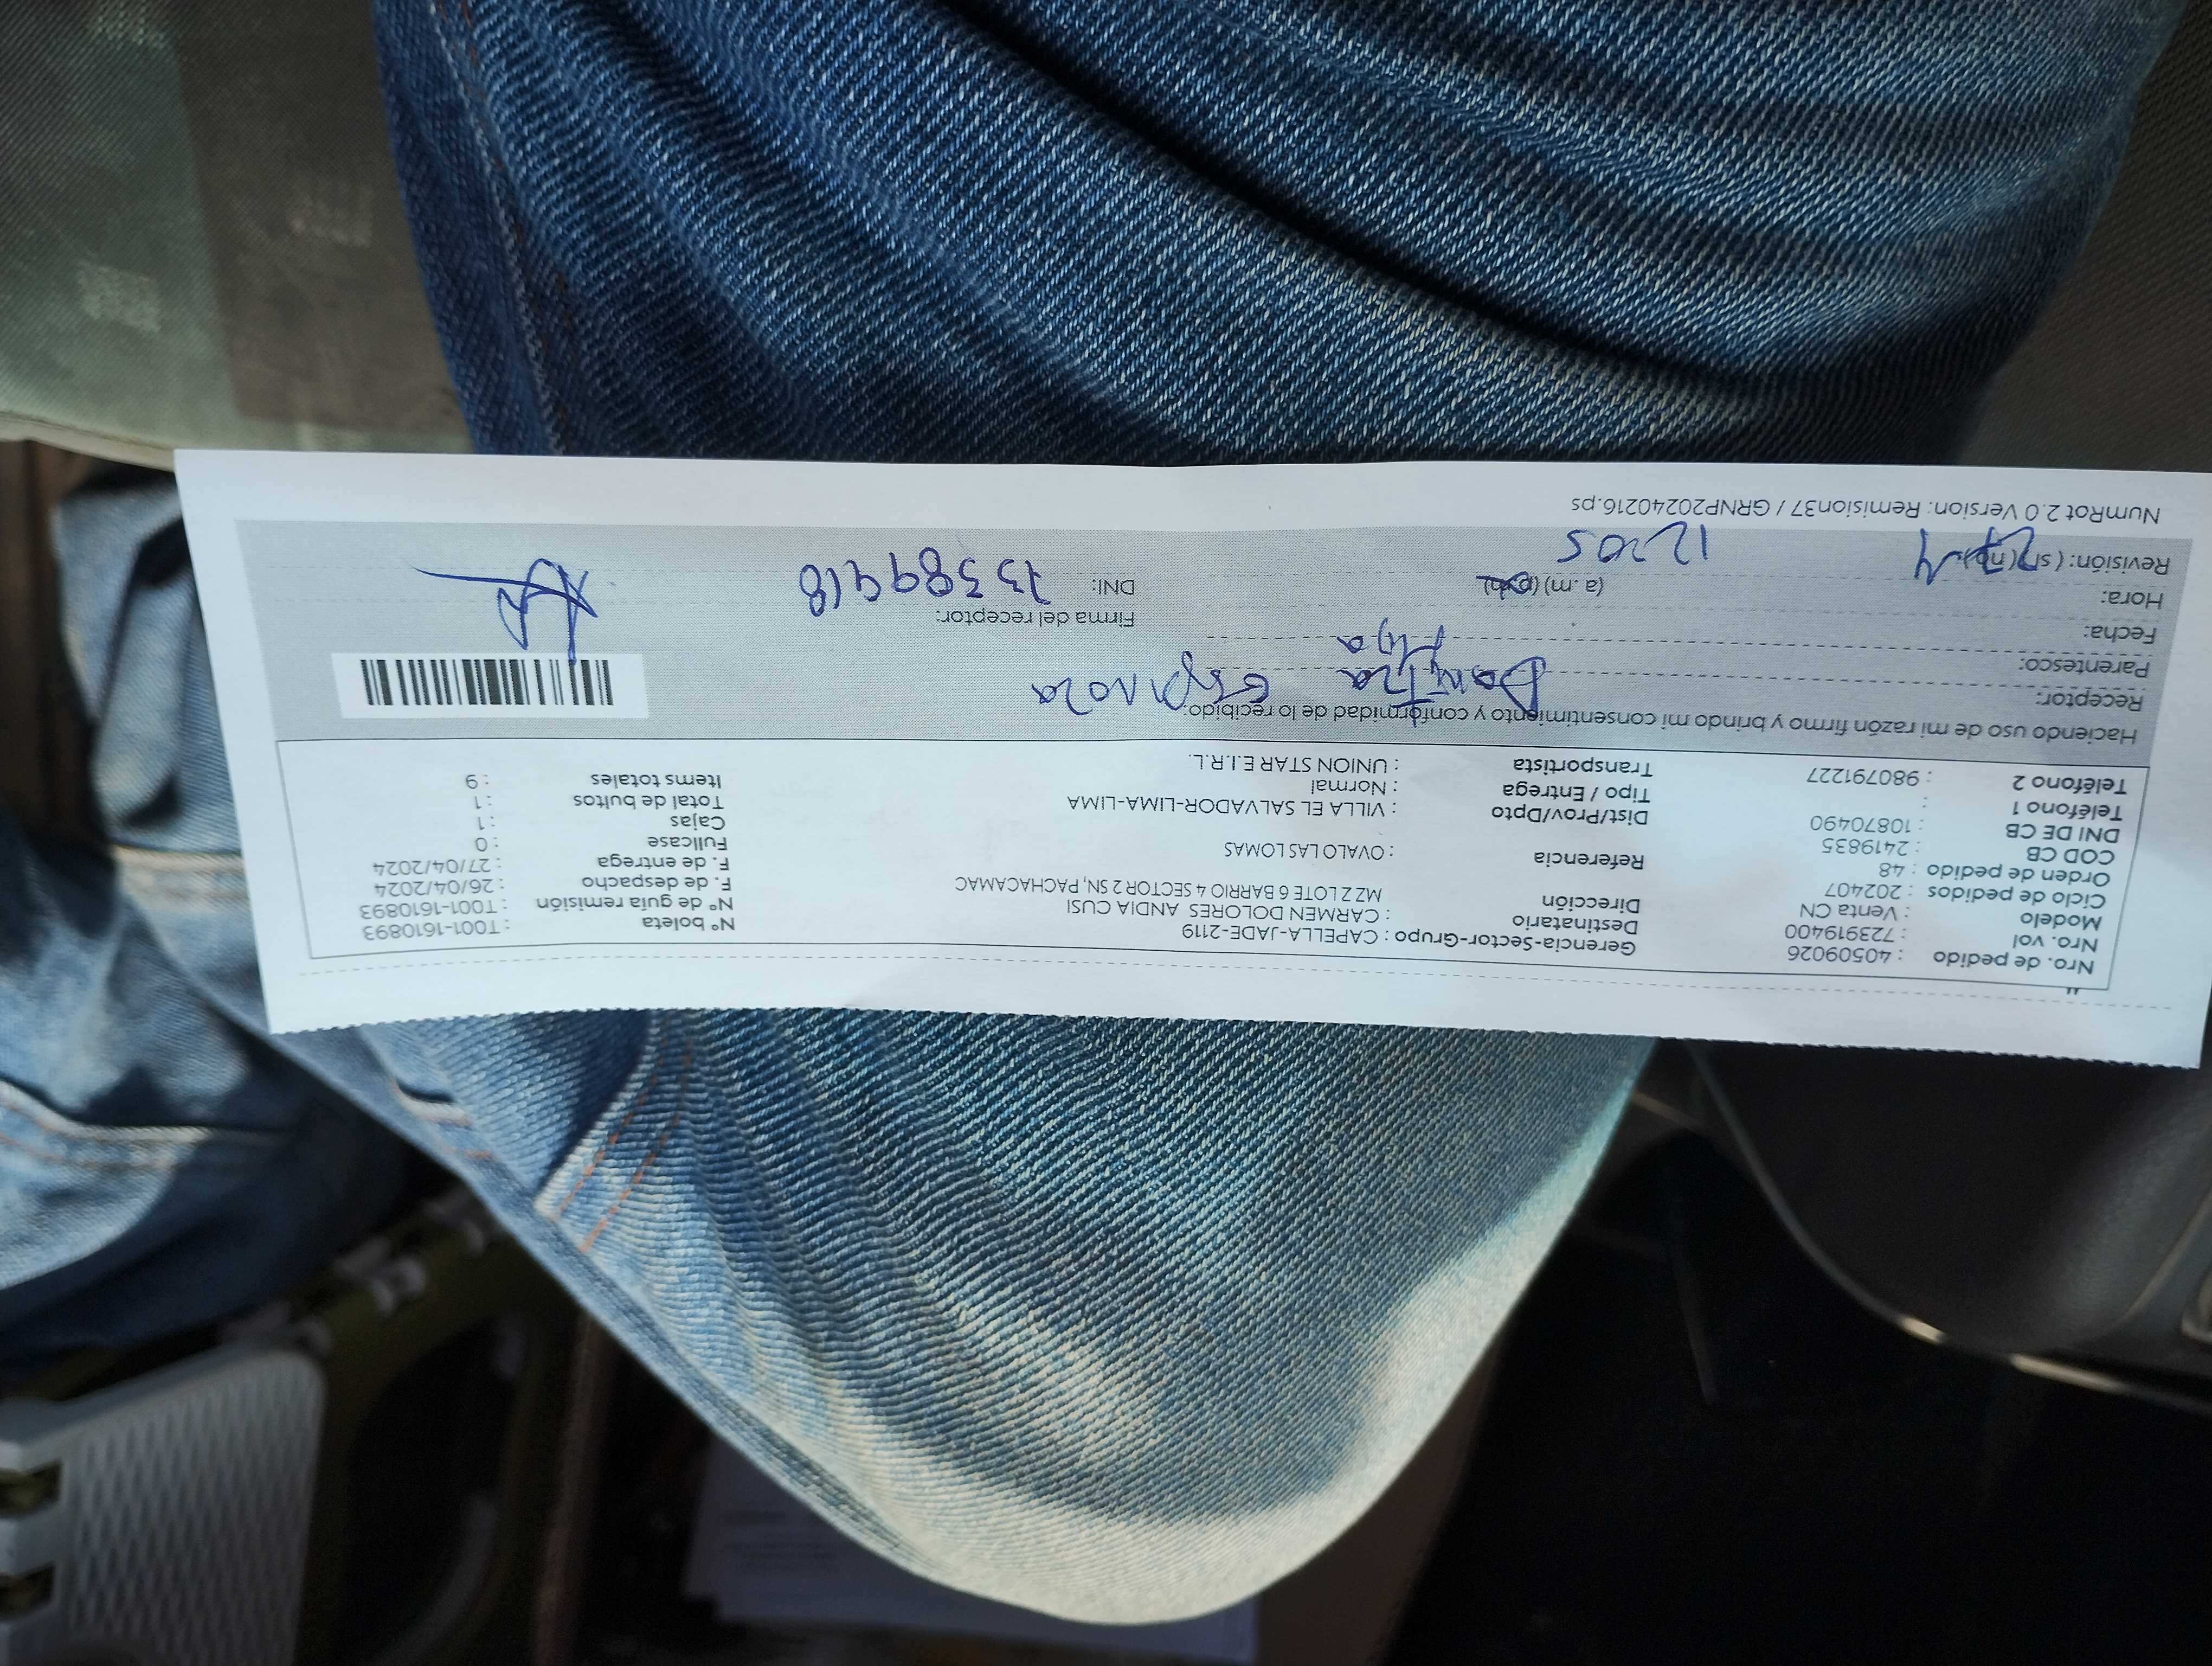 Nro. de pedido : 40509026 Gerencia-Sector-Grupo : CAPELLA-JADE-2119 Nº boleta : T001-1610893
Nro. vol : 723919400 Destinatario : CARMEN DOLORES ANDIA CUSI Nº de guía remisión : T001-1610893
Modelo : Venta CN Dirección MZ Z LOTE 6 BARRIO 4 SECTOR 2 SN, PACHACAMAC F. de despacho : 26/04/2024
Ciclo de pedidos : 202407 F. de entrega : 27/04/2024
Orden de pedido : 48 Referencia : OVALO LAS LOMAS Fullcase : 0
COD CB : 2419835 Cajas : 1
DNI DE CB : 10870490 Dist/Prov/Dpto : VILLA EL SALVADOR-LIMA-LIMA Total de bultos : 1
Teléfono 1 : Tipo / Entrega : Normal Items totales : 9
Teléfono 2 : 980791227 Transportista : UNION STAR E.I.R.L.
Haciendo uso de mi razón firmo y brindo mi consentimiento y conformidad de lo recibido:
Receptor: Danitza Espinoza
Parentesco: Hija
Fecha: Firma del receptor:
Hora: (a.m) DNI: 73389418
Revisión: (si) (no) 27-4 12:05
NumRot 2.0 Version: Remision37 / GRNP20240216.ps